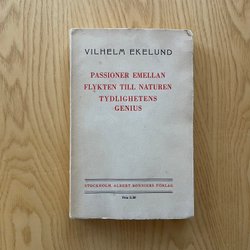 VILHELM EKELUND
PASSIONER EMELLAN
FLYKTEN TILL NATUREN
TYDLIGHETENS
GENIUS
STOCKHOLM, ALBERT BONNIERS FÖRLAG